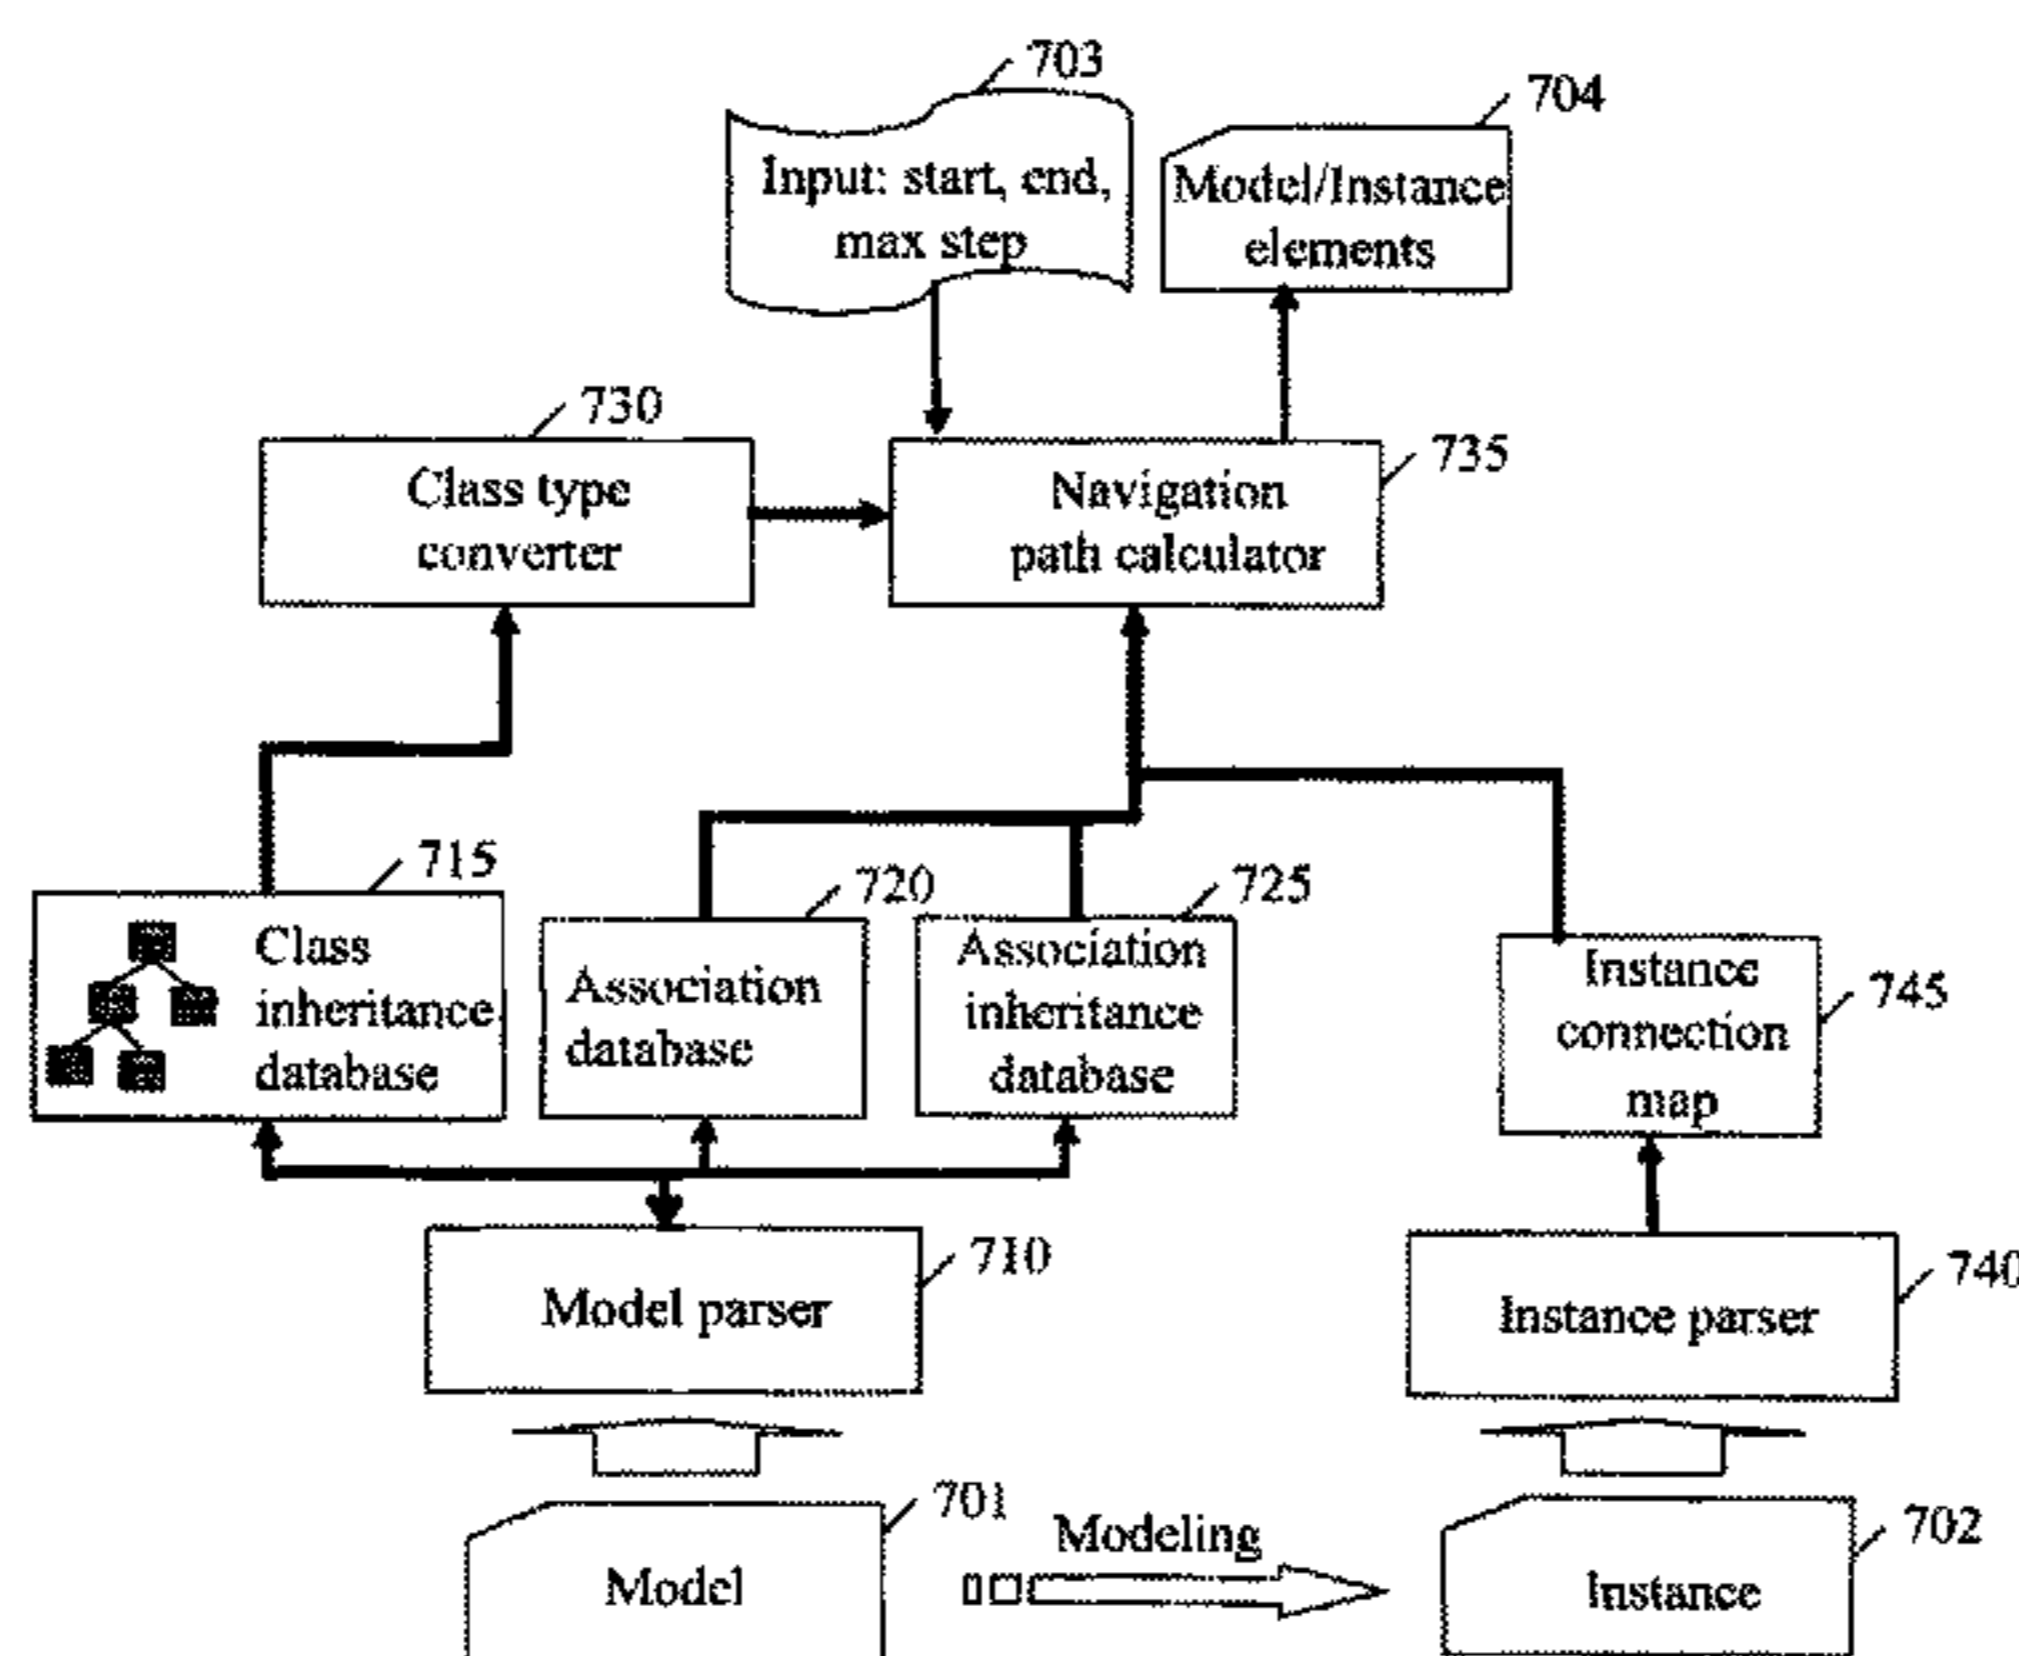 703
704
Input: start, end,
max step
Model/Instance
elements
730
735
Class type
converter
Navigation
path calculator
715
720
725
745
Class
inheritance
database
Association
database
Association
inheritance
database
Instance
connection
map
710
740
Model parser
Instance parser
701
702
Modeling
Model
Instance